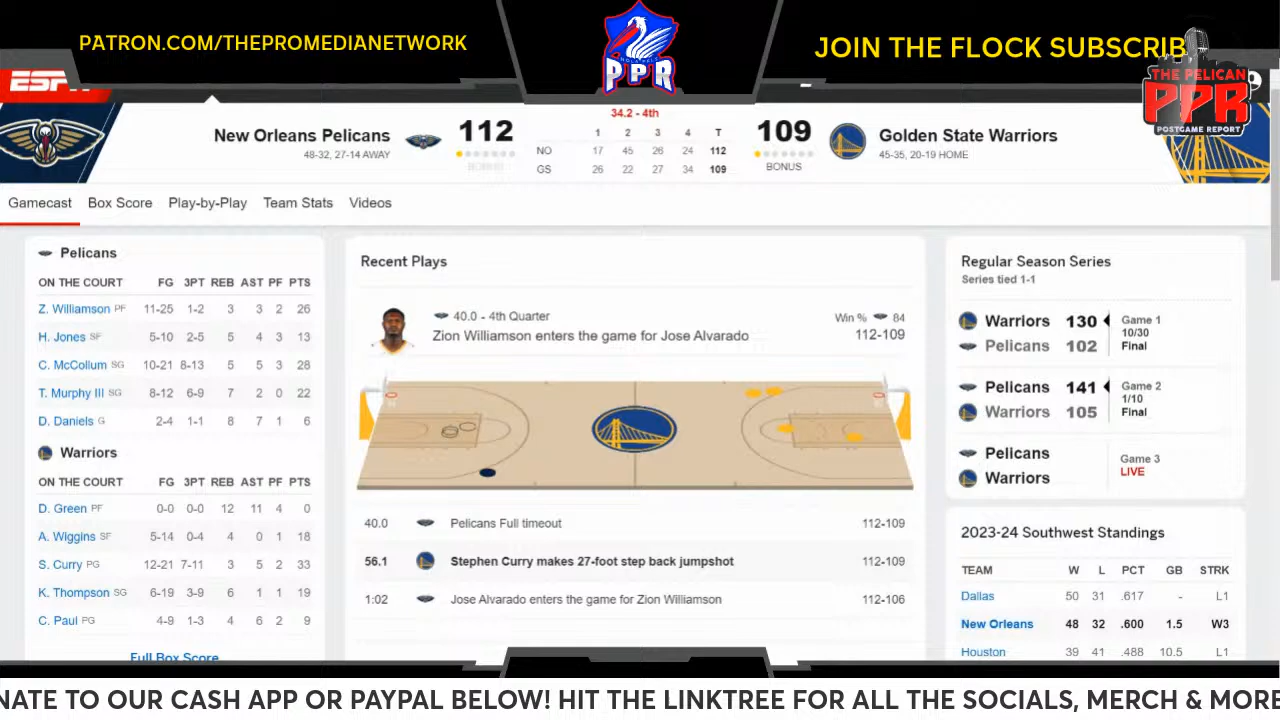 PATRON.COM/THEPROMEDIANETWORK
PPR
JOIN THE FLOCK SUBSCRIB
THE PELICAN
PPR
POSTGAME REPORT
New Orleans Pelicans
48-32, 27-14 AWAY
112
34.2 - 4th
1 2 3 4 T
NO 17 45 26 24 112
GS 26 22 27 34 109
109
BONUS
Golden State Warriors
45-35, 20-19 HOME
Gamecast Box Score Play-by-Play Team Stats Videos
Pelicans
ON THE COURT FG 3PT REB AST PF PTS
Z. Williamson PF 11-25 1-2 3 3 2 26
H. Jones SF 5-10 2-5 5 4 3 13
C. McCollum SG 10-21 8-13 5 5 3 28
T. Murphy III SG 8-12 6-9 7 2 0 22
D. Daniels G 2-4 1-1 8 7 1 6
Warriors
ON THE COURT FG 3PT REB AST PF PTS
D. Green PF 0-0 0-0 12 11 4 0
A. Wiggins SF 5-14 0-4 4 0 1 18
S. Curry PG 12-21 7-11 3 5 2 33
K. Thompson SG 6-19 3-9 6 1 1 19
C. Paul PG 4-9 1-3 4 6 2 9
Full Box Score
Recent Plays
40.0 - 4th Quarter
Zion Williamson enters the game for Jose Alvarado
Win % 84
112-109
40.0 Pelicans Full timeout 112-109
56.1 Stephen Curry makes 27-foot step back jumpshot 112-109
1:02 Jose Alvarado enters the game for Zion Williamson 112-106
Regular Season Series
Series tied 1-1
Warriors 130
Pelicans 102
Game 1
10/30
Final
Pelicans 141
Warriors 105
Game 2
1/10
Final
Pelicans
Warriors
Game 3
LIVE
2023-24 Southwest Standings
TEAM W L PCT GB STRK
Dallas 50 31 .617 - L1
New Orleans 48 32 .600 1.5 W3
Houston 39 41 .488 10.5 L1
NATE TO OUR CASH APP OR PAYPAL BELOW! HIT THE LINKTREE FOR ALL THE SOCIALS, MERCH & MORE